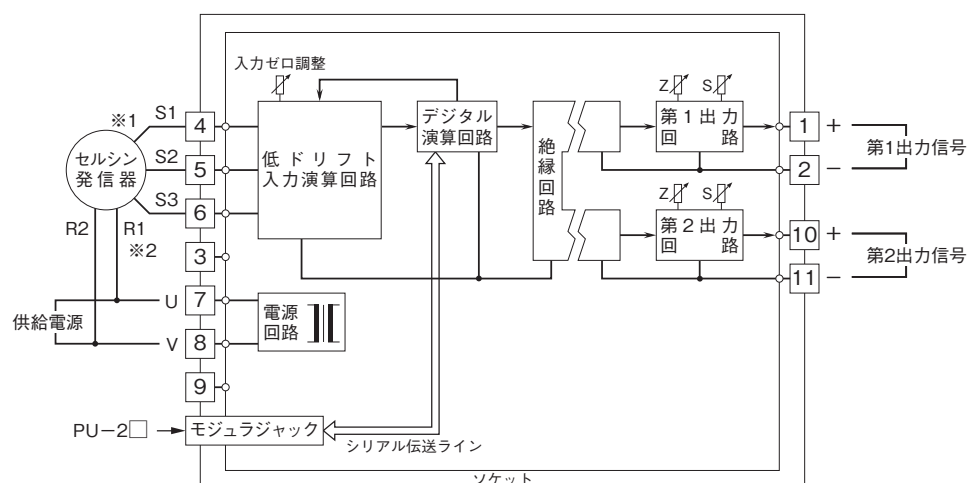 入力ゼロ調整
Z
S
※1
S1
4
デジタル
演算回路
第1出力
回　路
1
+
第1出力信号
セルシン
発信器
S2
5
低ドリフト
入力演算回路
絶縁回路
2
−
S3
6
Z
S
R2
R1
※2
3
第2出力
回　路
10
+
第2出力信号
11
−
U
7
電源
回路
供給電源
V
8
9
PU−2□
モジュラジャック
シリアル伝送ライン
ソケット